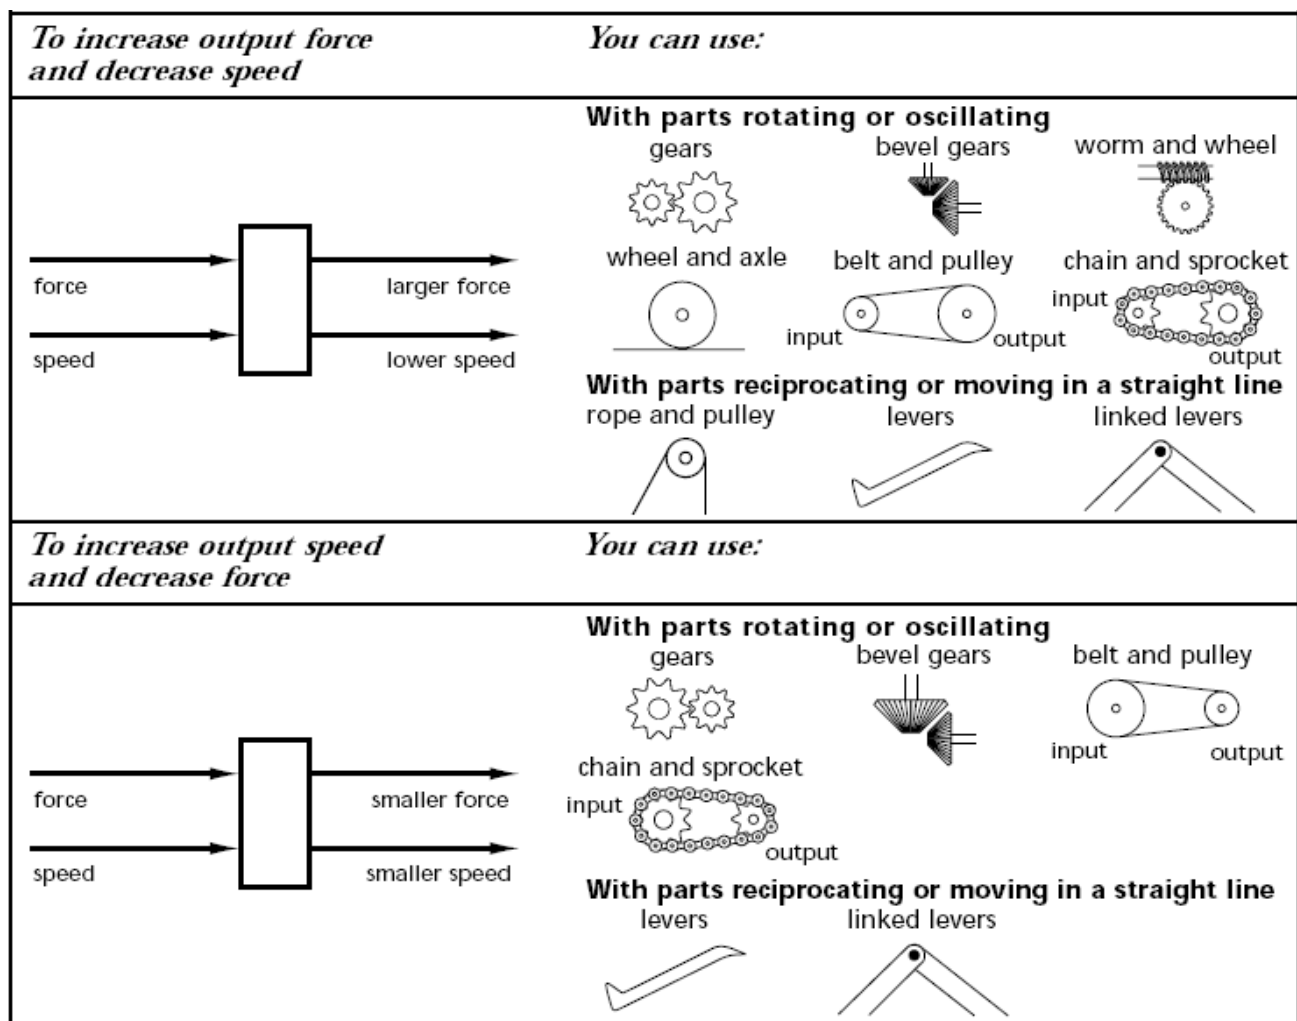 To increase output force
and decrease speed
You can use:
With parts rotating or oscillating
gears
bevel gears
worm and wheel
wheel and axle
belt and pulley
input
output
chain and sprocket
input
output
force
larger force
speed
lower speed
With parts reciprocating or moving in a straight line
rope and pulley
levers
linked levers
To increase output speed
and decrease force
You can use:
With parts rotating or oscillating
gears
bevel gears
belt and pulley
input
output
chain and sprocket
input
output
force
smaller force
speed
smaller speed
With parts reciprocating or moving in a straight line
levers
linked levers